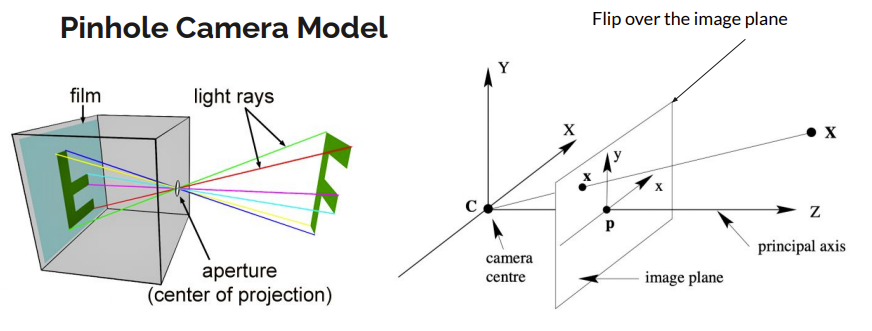 Pinhole Camera Model
film
light rays
aperture
(center of projection)
Flip over the image plane
Y
X
X
y
x
x
C
p
Z
camera
centre
principal axis
image plane